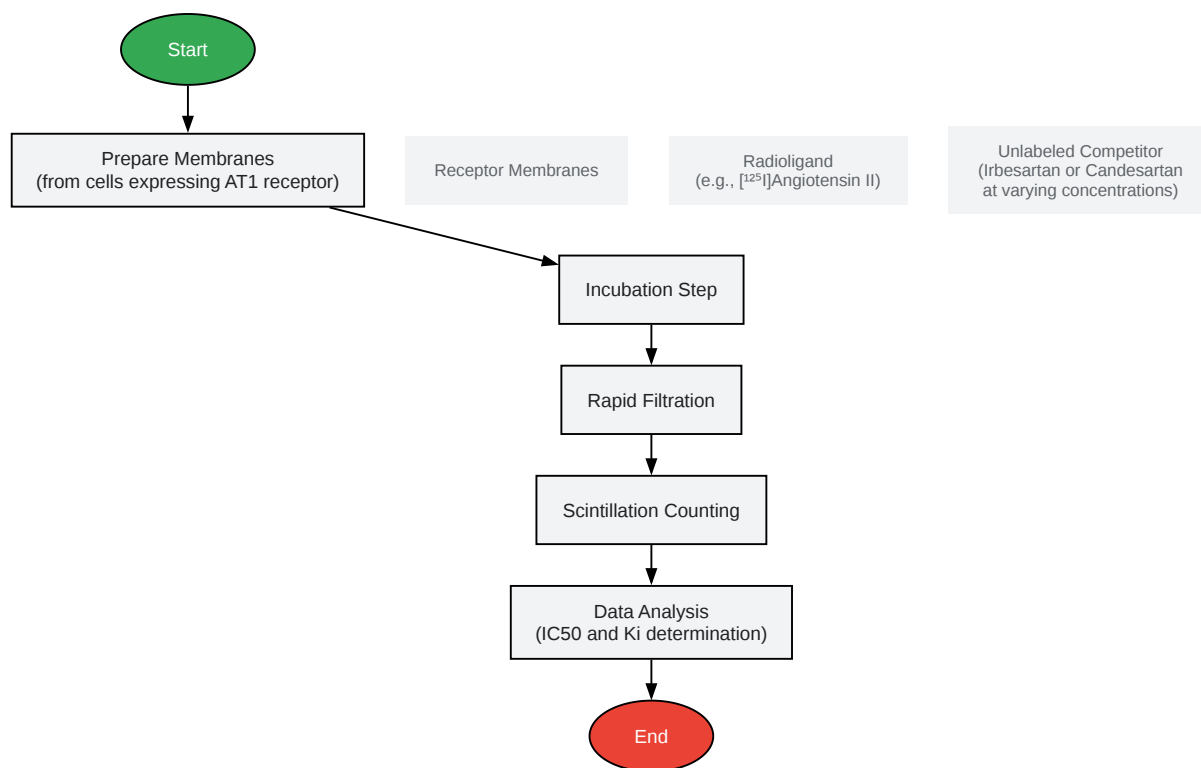 Start
Prepare Membranes
(from cells expressing AT1 receptor)
Receptor Membranes
Radioligand
(e.g., [¹²⁵I]Angiotensin II)
Unlabeled Competitor
(Irbesartan or Candesartan
at varying concentrations)
Incubation Step
Rapid Filtration
Scintillation Counting
Data Analysis
(IC50 and Ki determination)
End